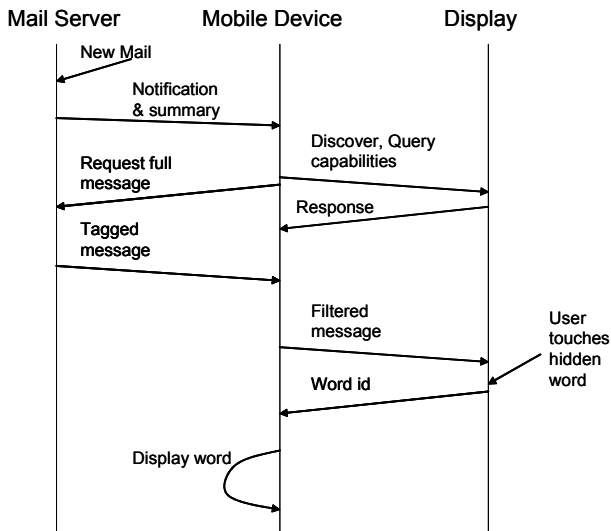 Mail Server
Mobile Device
Display
New Mail
Notification
& summary
Discover, Query
capabilities
Request full
message
Response
Tagged
message
Filtered
message
User
touches
hidden
word
Word id
Display word